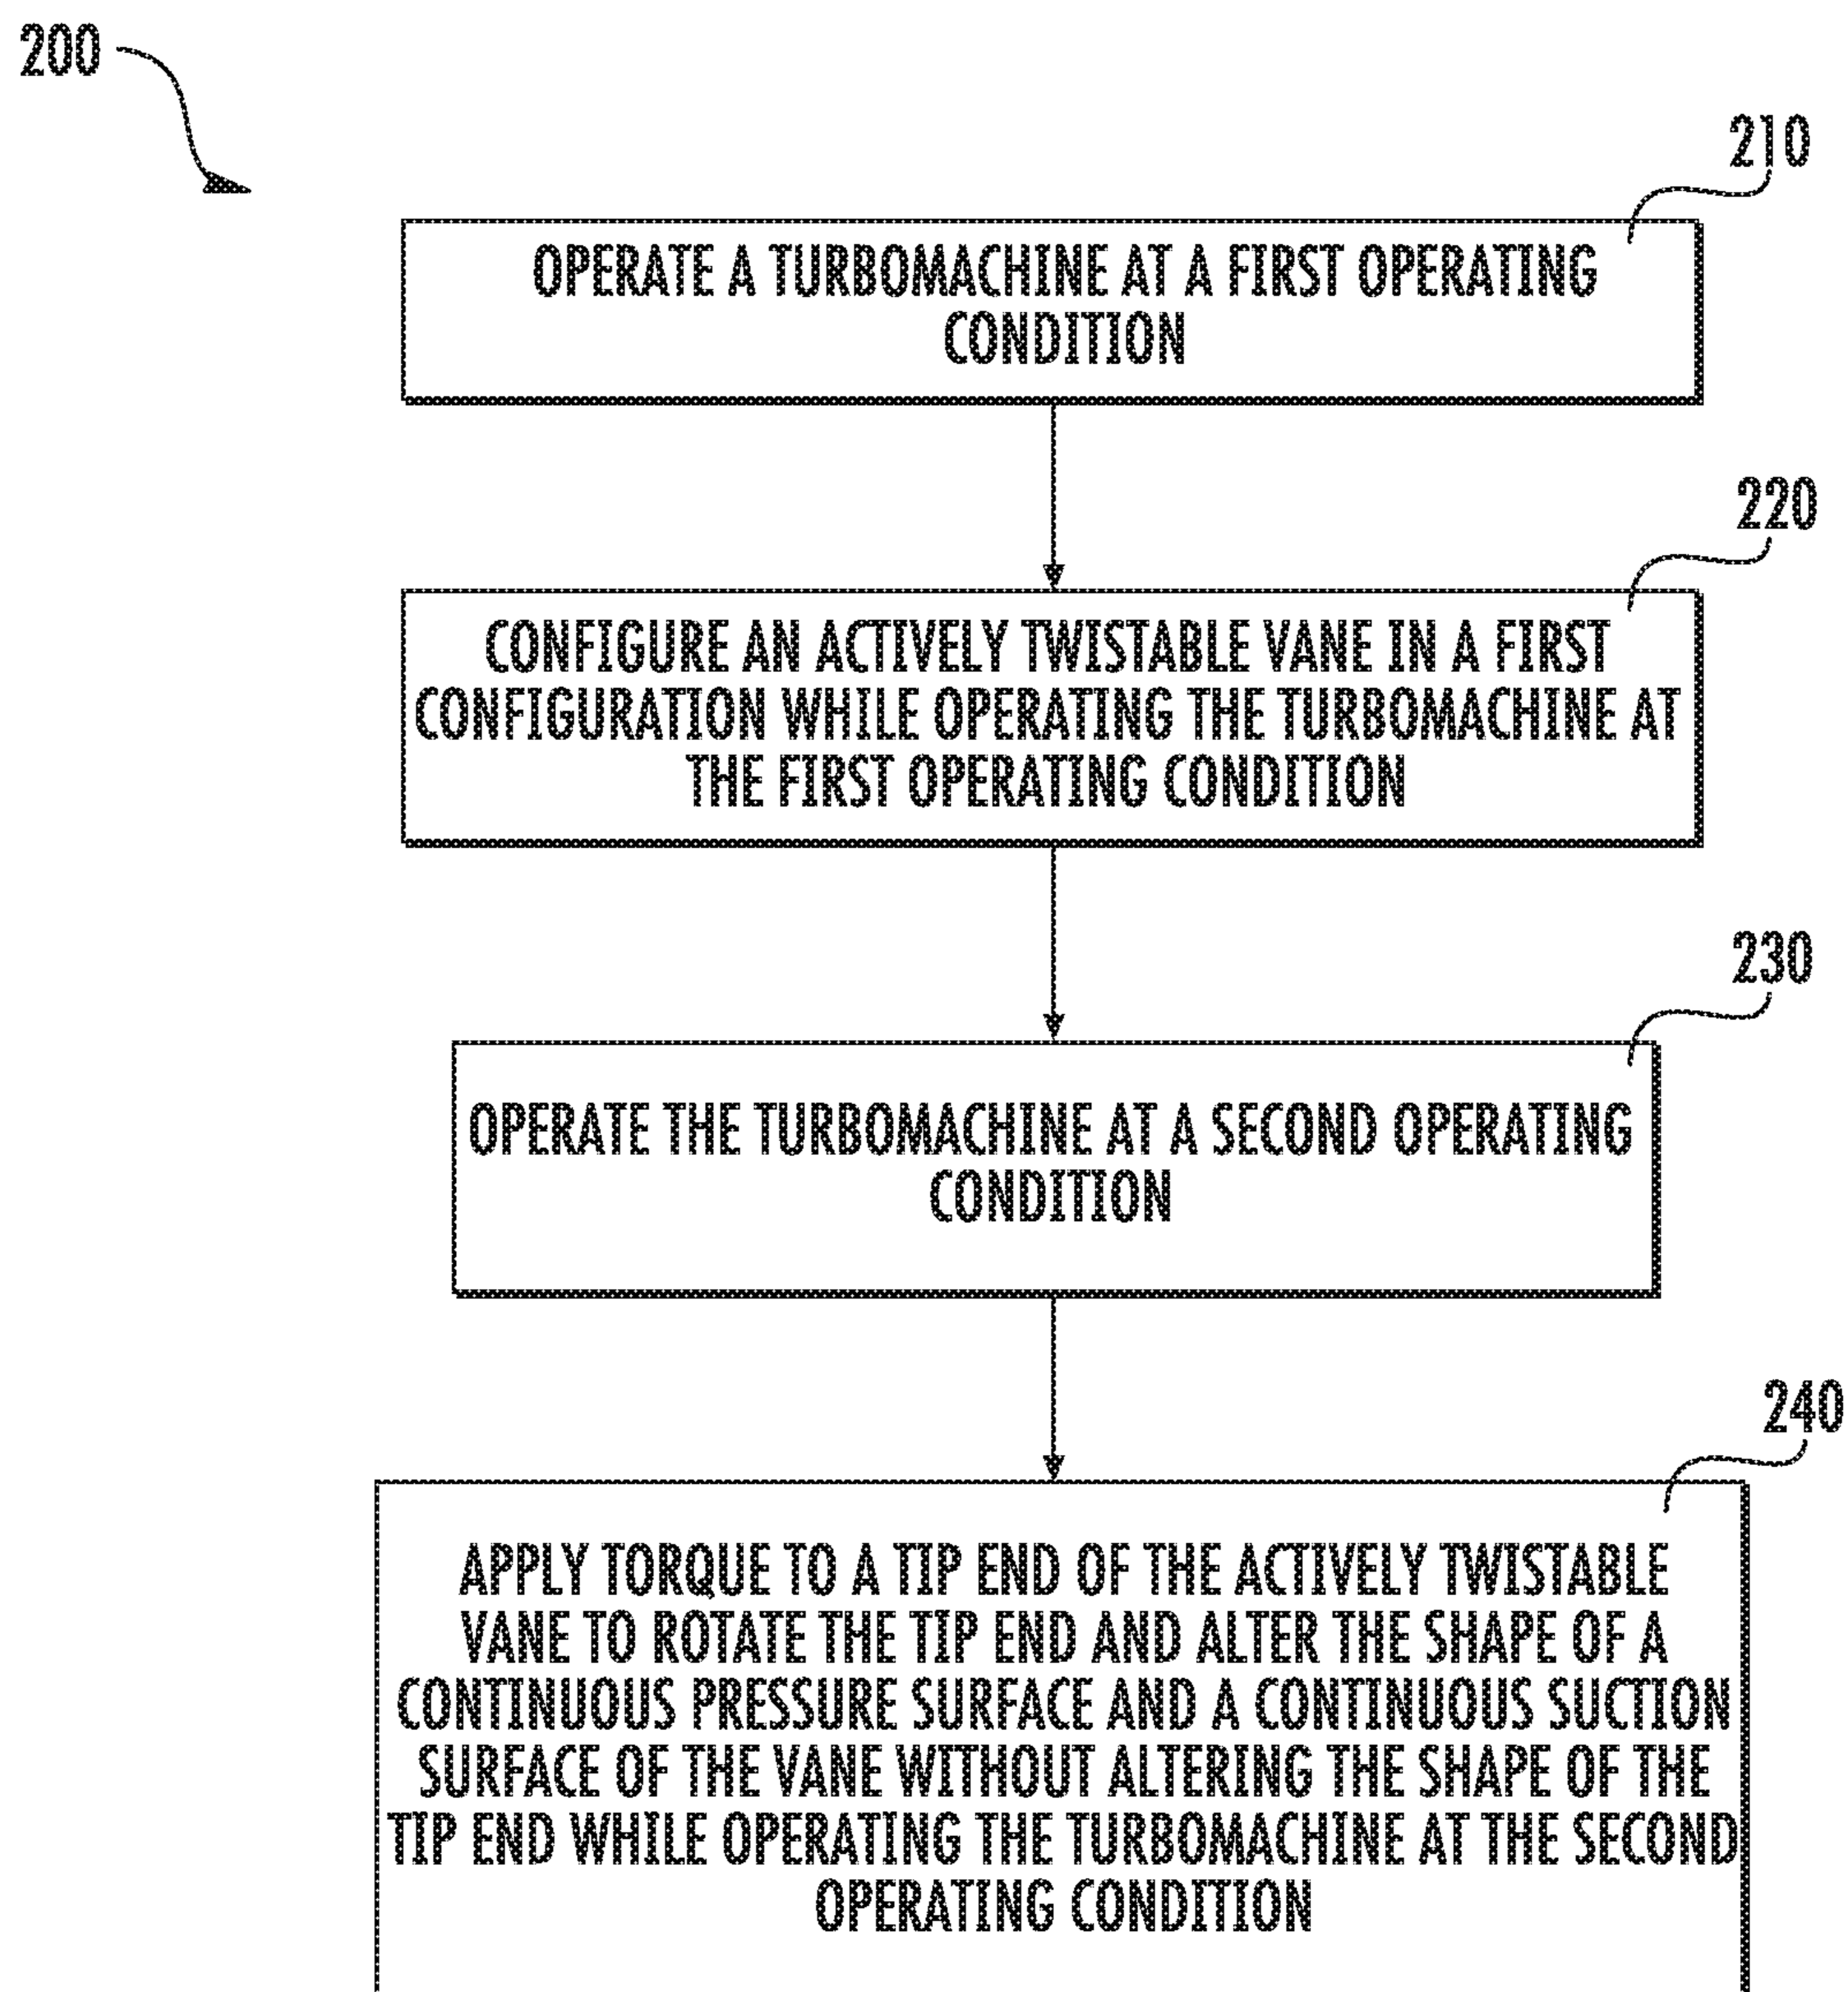 200
210
OPERATE A TURBOMACHINE AT A FIRST OPERATING
CONDITION
220
CONFIGURE AN ACTIVELY TWISTABLE VANE IN A FIRST
CONFIGURATION WHILE OPERATING THE TURBOMACHINE AT
THE FIRST OPERATING CONDITION
230
OPERATE THE TURBOMACHINE AT A SECOND OPERATING
CONDITION
240
APPLY TORQUE TO A TIP END OF THE ACTIVELY TWISTABLE
VANE TO ROTATE THE TIP END AND ALTER THE SHAPE OF A
CONTINUOUS PRESSURE SURFACE AND A CONTINUOUS SUCTION
SURFACE OF THE VANE WITHOUT ALTERING THE SHAPE OF THE
TIP END WHILE OPERATING THE TURBOMACHINE AT THE SECOND
OPERATING CONDITION